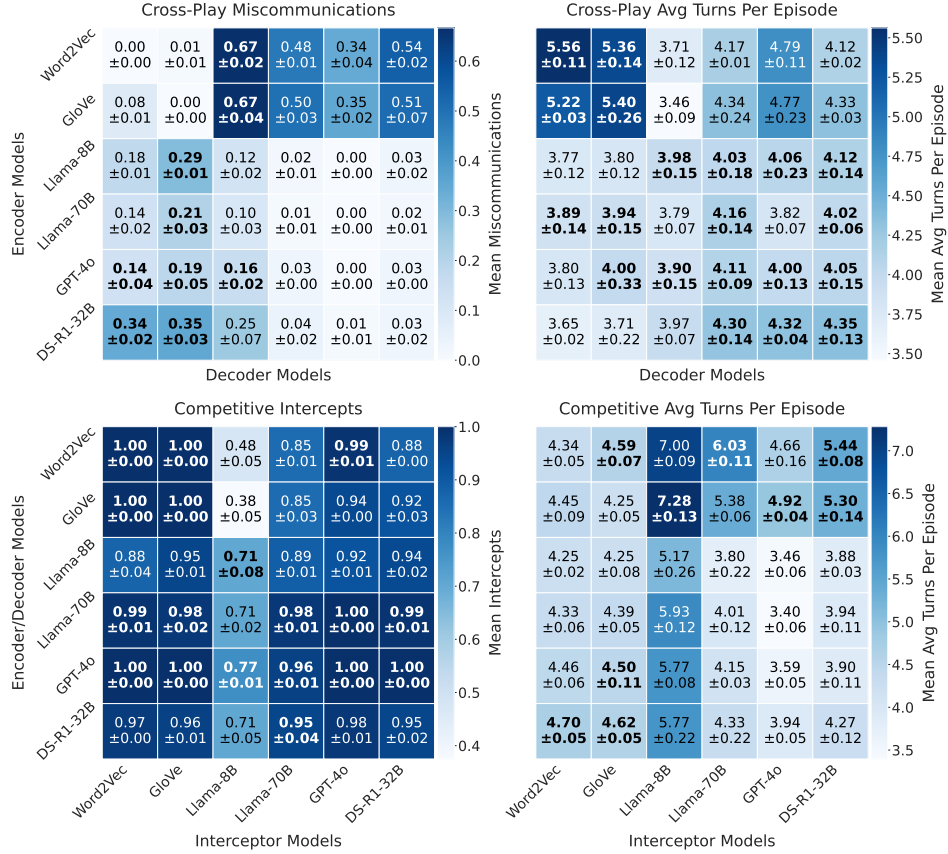 Cross-Play Miscommunications
Word2Vec
0.00 0.01 0.67 0.48 0.34 0.54
±0.00 ±0.01 ±0.02 ±0.01 ±0.04 ±0.02
GloVe
0.08 0.00 0.67 0.50 0.35 0.51
±0.01 ±0.00 ±0.04 ±0.03 ±0.02 ±0.07
Llama-8B
0.18 0.29 0.12 0.02 0.00 0.03
±0.01 ±0.01 ±0.02 ±0.01 ±0.00 ±0.02
Llama-70B
0.14 0.21 0.10 0.01 0.00 0.02
±0.02 ±0.03 ±0.03 ±0.01 ±0.00 ±0.01
GPT-4o
0.14 0.19 0.16 0.03 0.00 0.03
±0.04 ±0.05 ±0.02 ±0.00 ±0.00 ±0.00
DS-R1-32B
0.34 0.35 0.25 0.04 0.01 0.03
±0.02 ±0.03 ±0.07 ±0.02 ±0.01 ±0.02
Encoder Models
Decoder Models
0.6
0.5
0.4
0.3
0.2
0.1
0.0
Mean Miscommunications
Cross-Play Avg Turns Per Episode
5.56 5.36 3.71 4.17 4.79 4.12
±0.11 ±0.14 ±0.12 ±0.01 ±0.11 ±0.02
5.22 5.40 3.46 4.34 4.77 4.33
±0.03 ±0.26 ±0.09 ±0.24 ±0.23 ±0.03
3.77 3.80 3.98 4.03 4.06 4.12
±0.12 ±0.12 ±0.15 ±0.18 ±0.23 ±0.14
3.89 3.94 3.79 4.16 3.82 4.02
±0.14 ±0.15 ±0.07 ±0.14 ±0.07 ±0.06
3.80 4.00 3.90 4.11 4.00 4.05
±0.13 ±0.33 ±0.15 ±0.09 ±0.13 ±0.15
3.65 3.71 3.97 4.30 4.32 4.35
±0.02 ±0.22 ±0.07 ±0.14 ±0.04 ±0.13
Decoder Models
5.50
5.25
5.00
4.75
4.50
4.25
4.00
3.75
3.50
Mean Avg Turns Per Episode
Competitive Intercepts
Word2Vec
1.00 1.00 0.48 0.85 0.99 0.88
±0.00 ±0.00 ±0.05 ±0.01 ±0.01 ±0.00
GloVe
1.00 1.00 0.38 0.85 0.94 0.92
±0.00 ±0.00 ±0.05 ±0.03 ±0.00 ±0.03
Llama-8B
0.88 0.95 0.71 0.89 0.92 0.94
±0.04 ±0.01 ±0.08 ±0.01 ±0.01 ±0.02
Llama-70B
0.99 0.98 0.71 0.98 1.00 0.99
±0.01 ±0.02 ±0.02 ±0.01 ±0.00 ±0.01
GPT-4o
1.00 1.00 0.77 0.96 1.00 1.00
±0.00 ±0.00 ±0.01 ±0.01 ±0.00 ±0.00
DS-R1-32B
0.97 0.96 0.71 0.95 0.98 0.95
±0.00 ±0.01 ±0.05 ±0.04 ±0.01 ±0.02
Encoder/Decoder Models
Word2Vec GloVe Llama-8B Llama-70B GPT-4o DS-R1-32B
Interceptor Models
1.0
0.9
0.8
0.7
0.6
0.5
0.4
Mean Intercepts
Competitive Avg Turns Per Episode
4.34 4.59 7.00 6.03 4.66 5.44
±0.05 ±0.07 ±0.09 ±0.11 ±0.16 ±0.08
4.45 4.25 7.28 5.38 4.92 5.30
±0.09 ±0.05 ±0.13 ±0.06 ±0.04 ±0.14
4.25 4.25 5.17 3.80 3.46 3.88
±0.02 ±0.08 ±0.26 ±0.22 ±0.06 ±0.03
4.33 4.39 5.93 4.01 3.40 3.94
±0.06 ±0.05 ±0.12 ±0.12 ±0.06 ±0.11
4.46 4.50 5.77 4.15 3.59 3.90
±0.06 ±0.11 ±0.08 ±0.03 ±0.05 ±0.11
4.70 4.62 5.77 4.33 3.94 4.27
±0.05 ±0.05 ±0.22 ±0.22 ±0.05 ±0.12
Word2Vec GloVe Llama-8B Llama-70B GPT-4o DS-R1-32B
Interceptor Models
7.0
6.5
6.0
5.5
5.0
4.5
4.0
3.5
Mean Avg Turns Per Episode